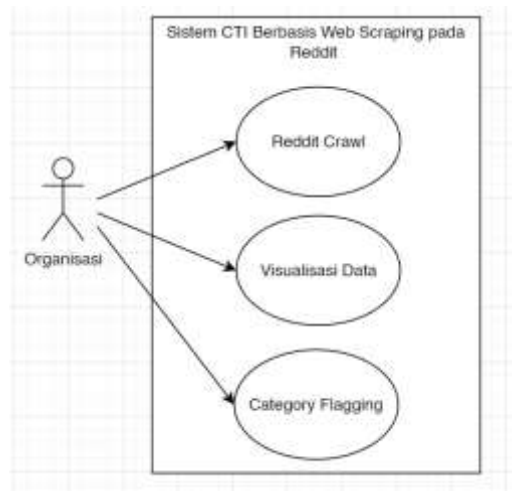 Sistem CTI Berbasis Web Scraping pada
Reddit
Reddit Crawl
Organisasi
Visualisasi Data
Category Flagging